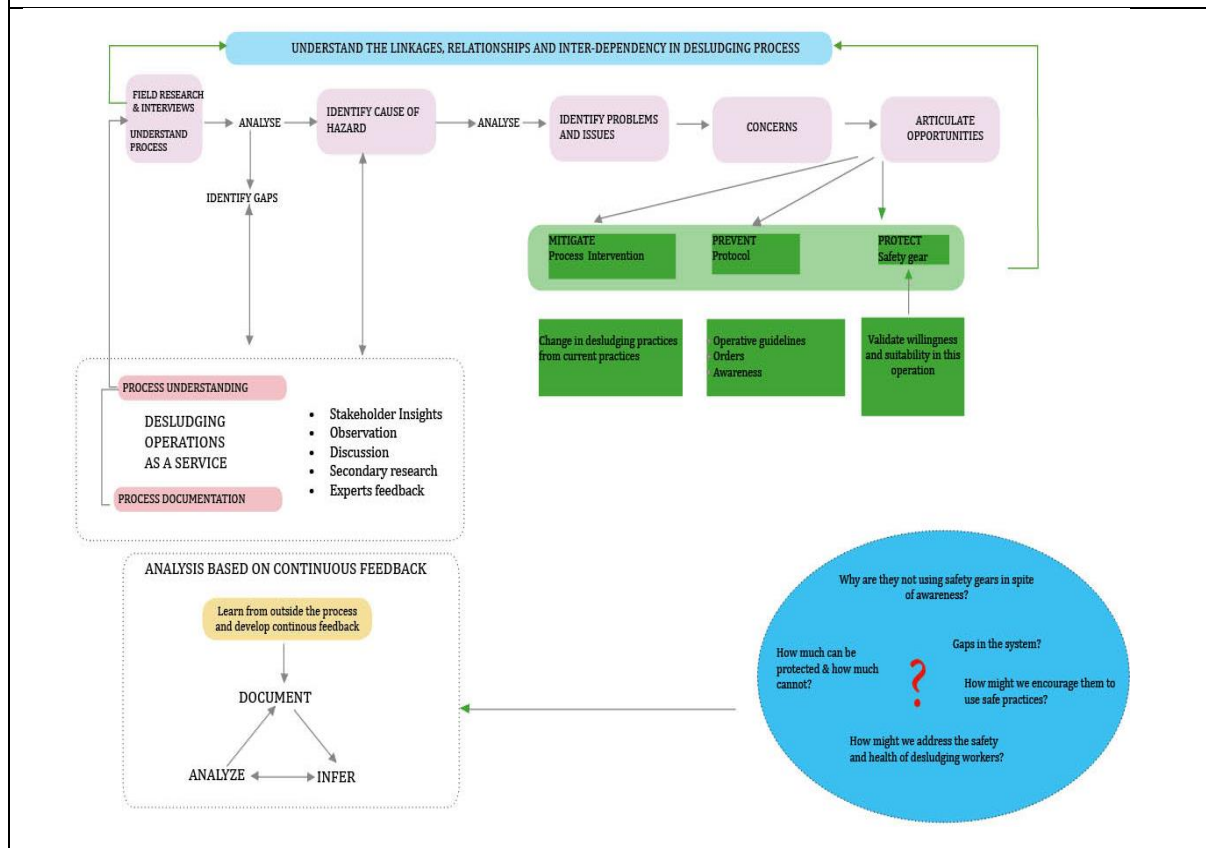 UNDERSTAND THE LINKAGES, RELATIONSHIPS AND INTER-DEPENDENCY IN DESLUDGING PROCESS
FIELD RESEARCH
& INTERVIEWS
UNDERSTAND
PROCESS
ANALYSE
IDENTIFY CAUSE OF
HAZARD
ANALYSE
IDENTIFY PROBLEMS
AND ISSUES
CONCERNS
ARTICULATE
OPPORTUNITIES
IDENTIFY GAPS
MITIGATE
Process Intervention
PREVENT
Protocol
PROTECT
Safety gear
Change in desludging practices
from current practices
Operative guidelines
Orders
Awareness
Validate willingness
and suitability in this
operation
PROCESS UNDERSTANDING
DESLUDGING
OPERATIONS
AS A SERVICE
PROCESS DOCUMENTATION
• Stakeholder Insights
• Observation
• Discussion
• Secondary research
• Experts feedback
ANALYSIS BASED ON CONTINUOUS FEEDBACK
Learn from outside the process
and develop continous feedback
DOCUMENT
ANALYZE
INFER
Why are they not using safety gears in spite
of awareness?
Gaps in the system?
How much can be
protected & how much
cannot?
?
How might we encourage them to
use safe practices?
How might we address the safety
and health of desludging workers?